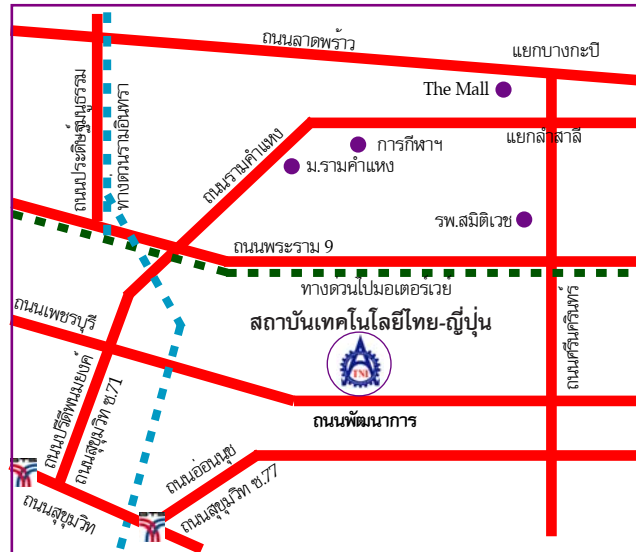 ถนนลาดพร้าว
แยกบางกะปิ
The Mall
ถนนประดิษฐ์มนูธรรม
ทางด่วนรามอินทรา
ถนนรามคำแหง
การกีฬาฯ
แยกลำสาลี
ม.รามคำแหง
รพ.สมิติเวช
ถนนพระราม 9
ทางด่วนไปมอเตอร์เวย์
ถนนเพชรบุรี
สถาบันเทคโนโลยีไทย-ญี่ปุ่น
TNI
ถนนศรีนครินทร์
ถนนปรีดีพนมยงค์
ถนนสุขุมวิท ซ.71
ถนนพัฒนาการ
ถนนอ่อนนุช
ถนนสุขุมวิท ซ.77
ถนนสุขุมวิท